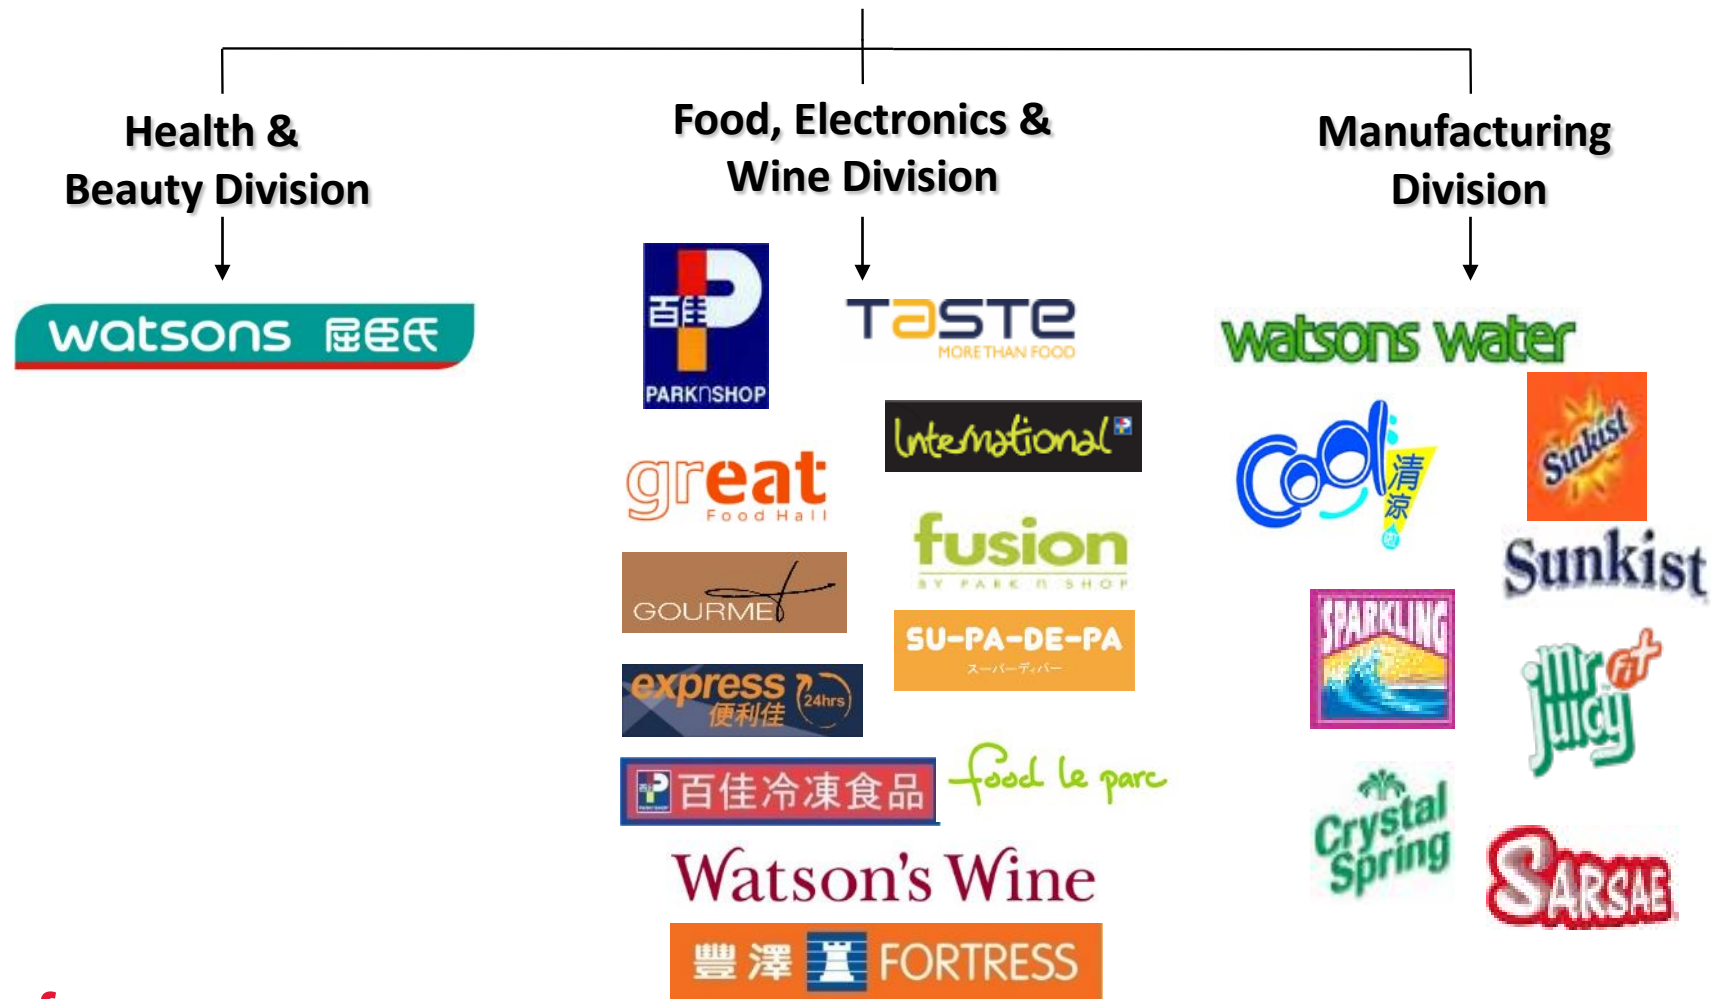 Health &
Beauty Division
watsons 屈臣氏
Food, Electronics &
Wine Division
百佳
PARKnSHOP
TaSTe
MORE THAN FOOD
International
great
Food Hall
fusion
BY PARK n SHOP
GOURMET
SU-PA-DE-PA
スーパーディパー
express
便利佳
24hrs
百佳冷凍食品
food le parc
Watson's Wine
豐澤 FORTRESS
Manufacturing
Division
watsons water
Cool
清涼
Sunkist
Sunkist
SPARKLING
Mr
Fit
Juicy
Crystal
Spring
SARSAE